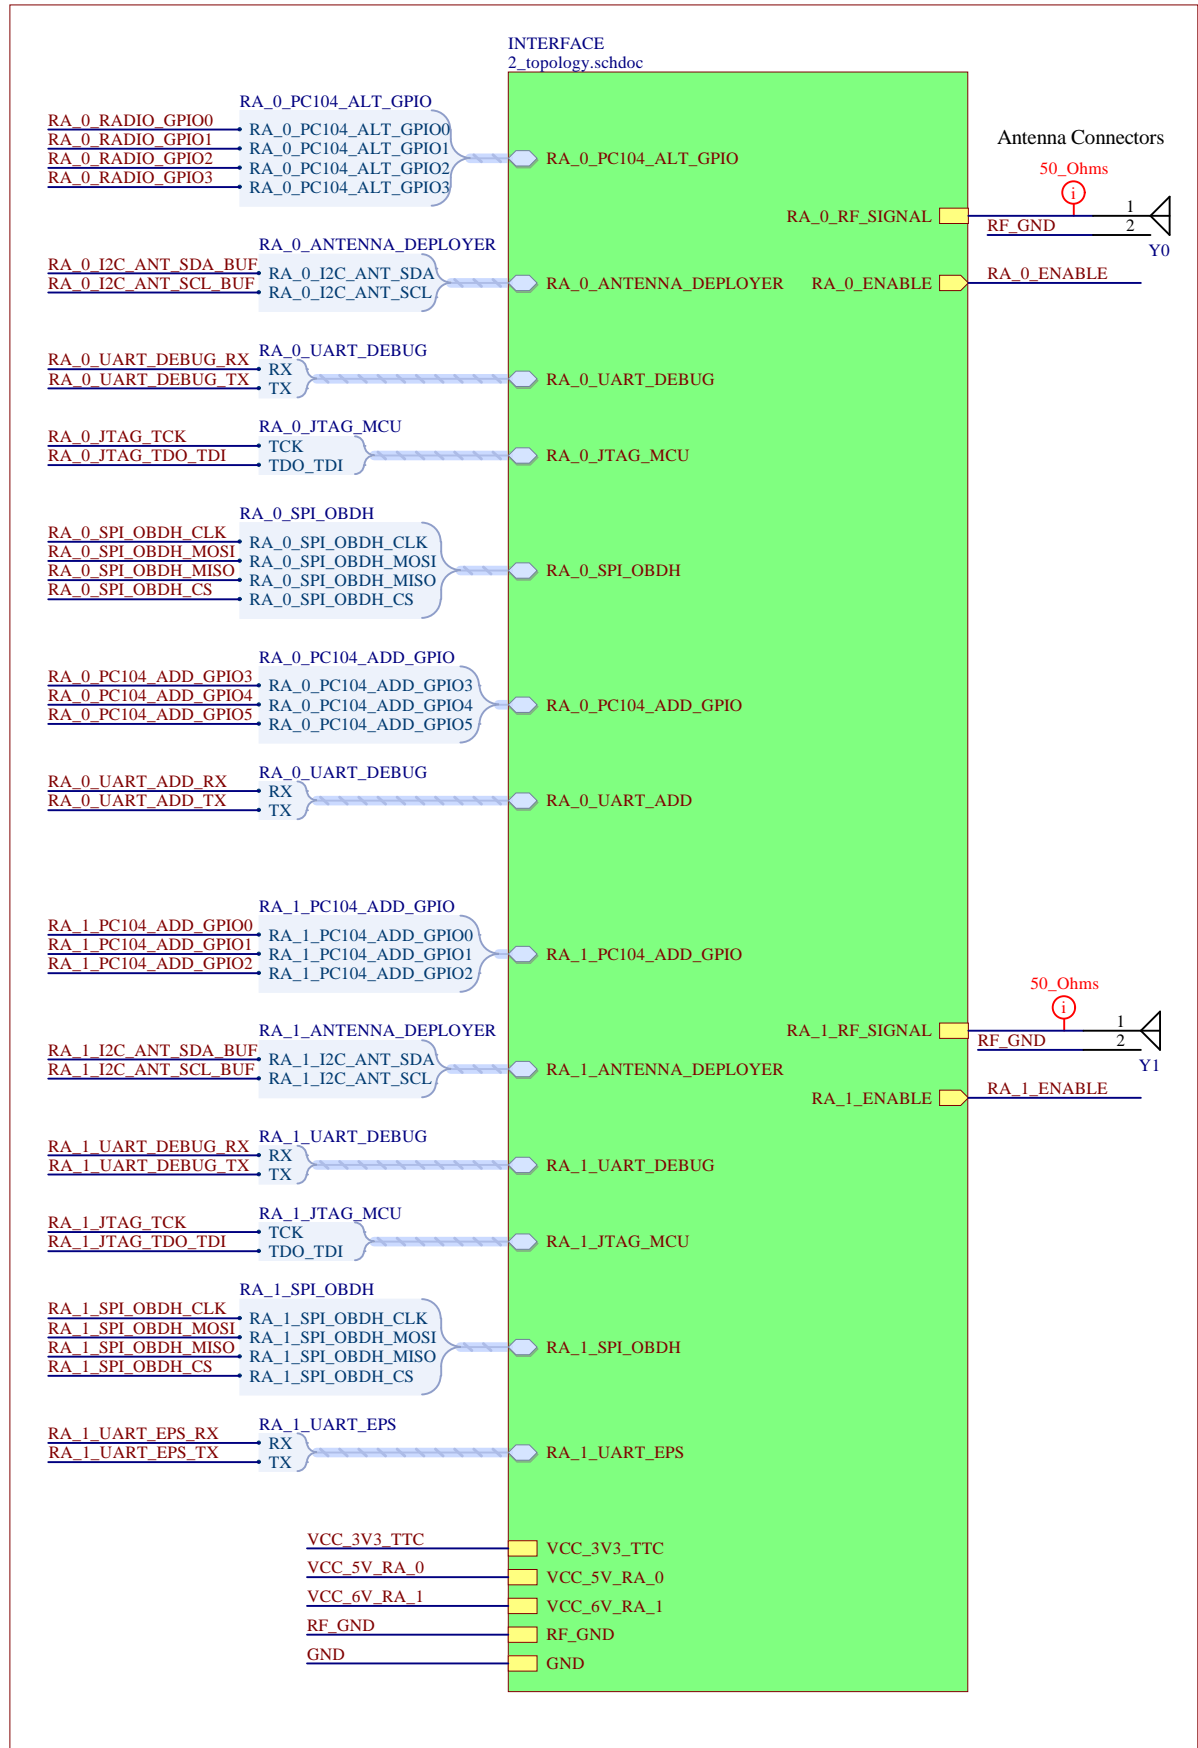 INTERFACE
2_topology.schdoc
RA_0_PC104_ALT_GPIO
RA_0_RADIO_GPIO0
RA_0_PC104_ALT_GPIO0
RA_0_RADIO_GPIO1
RA_0_PC104_ALT_GPIO1
RA_0_RADIO_GPIO2
RA_0_PC104_ALT_GPIO2
RA_0_RADIO_GPIO3
RA_0_PC104_ALT_GPIO3
RA_0_PC104_ALT_GPIO
Antenna Connectors
50_Ohms
i
RA_0_RF_SIGNAL
1
RF_GND
2
Y0
RA_0_ANTENNA_DEPLOYER
RA_0_I2C_ANT_SDA_BUF
RA_0_I2C_ANT_SDA
RA_0_I2C_ANT_SCL_BUF
RA_0_I2C_ANT_SCL
RA_0_ANTENNA_DEPLOYER
RA_0_ENABLE
RA_0_ENABLE
RA_0_UART_DEBUG
RA_0_UART_DEBUG_RX
RX
RA_0_UART_DEBUG_TX
TX
RA_0_UART_DEBUG
RA_0_JTAG_MCU
RA_0_JTAG_TCK
TCK
RA_0_JTAG_TDO_TDI
TDO_TDI
RA_0_JTAG_MCU
RA_0_SPI_OBDH
RA_0_SPI_OBDH_CLK
RA_0_SPI_OBDH_CLK
RA_0_SPI_OBDH_MOSI
RA_0_SPI_OBDH_MOSI
RA_0_SPI_OBDH_MISO
RA_0_SPI_OBDH_MISO
RA_0_SPI_OBDH_CS
RA_0_SPI_OBDH_CS
RA_0_SPI_OBDH
RA_0_PC104_ADD_GPIO
RA_0_PC104_ADD_GPIO3
RA_0_PC104_ADD_GPIO3
RA_0_PC104_ADD_GPIO4
RA_0_PC104_ADD_GPIO4
RA_0_PC104_ADD_GPIO5
RA_0_PC104_ADD_GPIO5
RA_0_PC104_ADD_GPIO
RA_0_UART_DEBUG
RA_0_UART_ADD_RX
RX
RA_0_UART_ADD_TX
TX
RA_0_UART_ADD
RA_1_PC104_ADD_GPIO
RA_1_PC104_ADD_GPIO0
RA_1_PC104_ADD_GPIO0
RA_1_PC104_ADD_GPIO1
RA_1_PC104_ADD_GPIO1
RA_1_PC104_ADD_GPIO2
RA_1_PC104_ADD_GPIO2
RA_1_PC104_ADD_GPIO
50_Ohms
i
RA_1_RF_SIGNAL
1
RF_GND
2
Y1
RA_1_ANTENNA_DEPLOYER
RA_1_I2C_ANT_SDA_BUF
RA_1_I2C_ANT_SDA
RA_1_I2C_ANT_SCL_BUF
RA_1_I2C_ANT_SCL
RA_1_ANTENNA_DEPLOYER
RA_1_ENABLE
RA_1_ENABLE
RA_1_UART_DEBUG
RA_1_UART_DEBUG_RX
RX
RA_1_UART_DEBUG_TX
TX
RA_1_UART_DEBUG
RA_1_JTAG_MCU
RA_1_JTAG_TCK
TCK
RA_1_JTAG_TDO_TDI
TDO_TDI
RA_1_JTAG_MCU
RA_1_SPI_OBDH
RA_1_SPI_OBDH_CLK
RA_1_SPI_OBDH_CLK
RA_1_SPI_OBDH_MOSI
RA_1_SPI_OBDH_MOSI
RA_1_SPI_OBDH_MISO
RA_1_SPI_OBDH_MISO
RA_1_SPI_OBDH_CS
RA_1_SPI_OBDH_CS
RA_1_SPI_OBDH
RA_1_UART_EPS
RA_1_UART_EPS_RX
RX
RA_1_UART_EPS_TX
TX
RA_1_UART_EPS
VCC_3V3_TTC
VCC_3V3_TTC
VCC_5V_RA_0
VCC_5V_RA_0
VCC_6V_RA_1
VCC_6V_RA_1
RF_GND
RF_GND
GND
GND